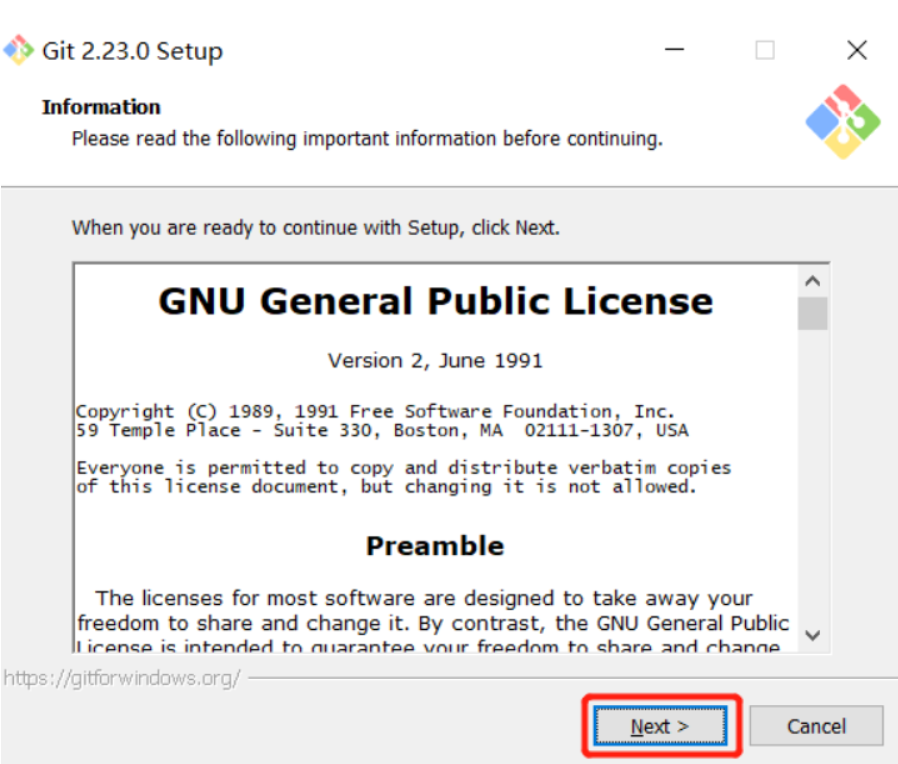 Git 2.23.0 Setup
Information
Please read the following important information before continuing.
When you are ready to continue with Setup, click Next.
GNU General Public License
Version 2, June 1991
Copyright (C) 1989, 1991 Free Software Foundation, Inc.
59 Temple Place - Suite 330, Boston, MA  02111-1307, USA
Everyone is permitted to copy and distribute verbatim copies
of this license document, but changing it is not allowed.
Preamble
The licenses for most software are designed to take away your
freedom to share and change it. By contrast, the GNU General Public
License is intended to guarantee your freedom to share and change
https://gitforwindows.org/
Next >
Cancel